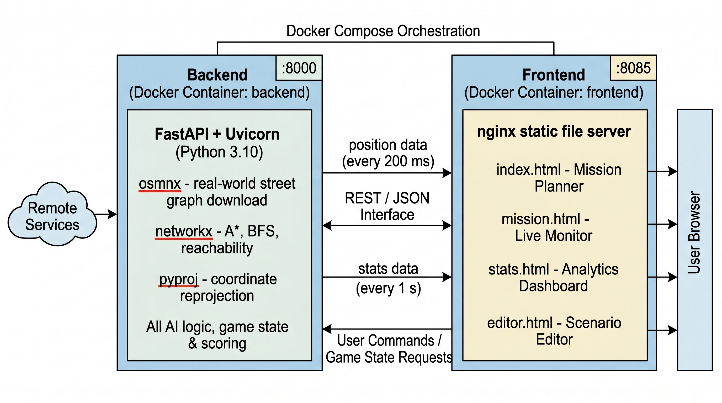 Docker Compose Orchestration
Backend
:8000
(Docker Container: backend)
FastAPI + Uvicorn
(Python 3.10)
osmnx - real-world street
graph download
networkx - A*, BFS,
reachability
pyproj - coordinate
reprojection
All AI logic, game state
& scoring
Remote
Services
position data
(every 200 ms)
REST / JSON
Interface
stats data
(every 1 s)
User Commands /
Game State Requests
Frontend
:8085
(Docker Container: frontend)
nginx static file server
index.html - Mission
Planner
mission.html -
Live Monitor
stats.html - Analytics
Dashboard
editor.html - Scenario
Editor
User Browser